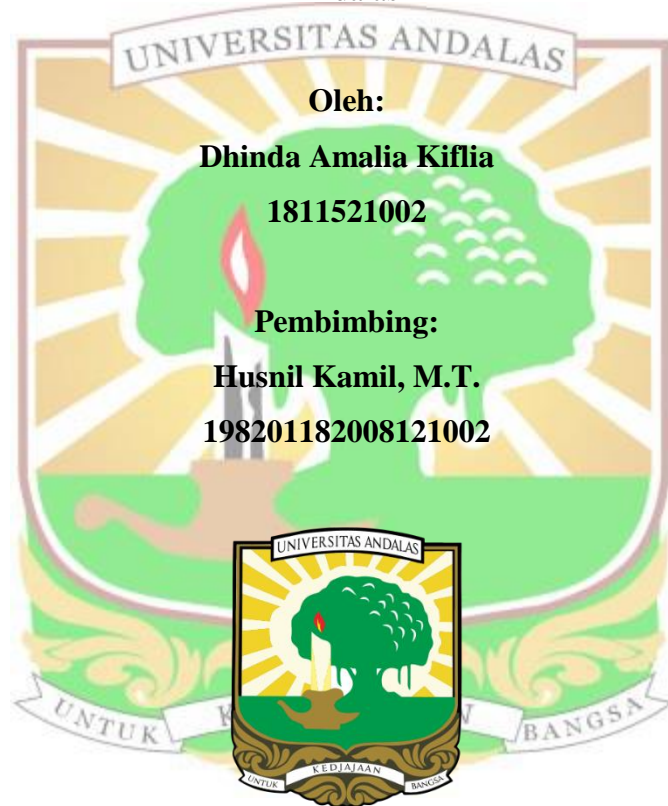 UNIVERSITAS ANDALAS
Oleh:
Dhinda Amalia Kiflia
1811521002
Pembimbing:
Husnil Kamil, M.T.
198201182008121002
UNIVERSITAS ANDALAS
UNTUK
BANGSA
UNTUK KEDJAJAAN BANGSA